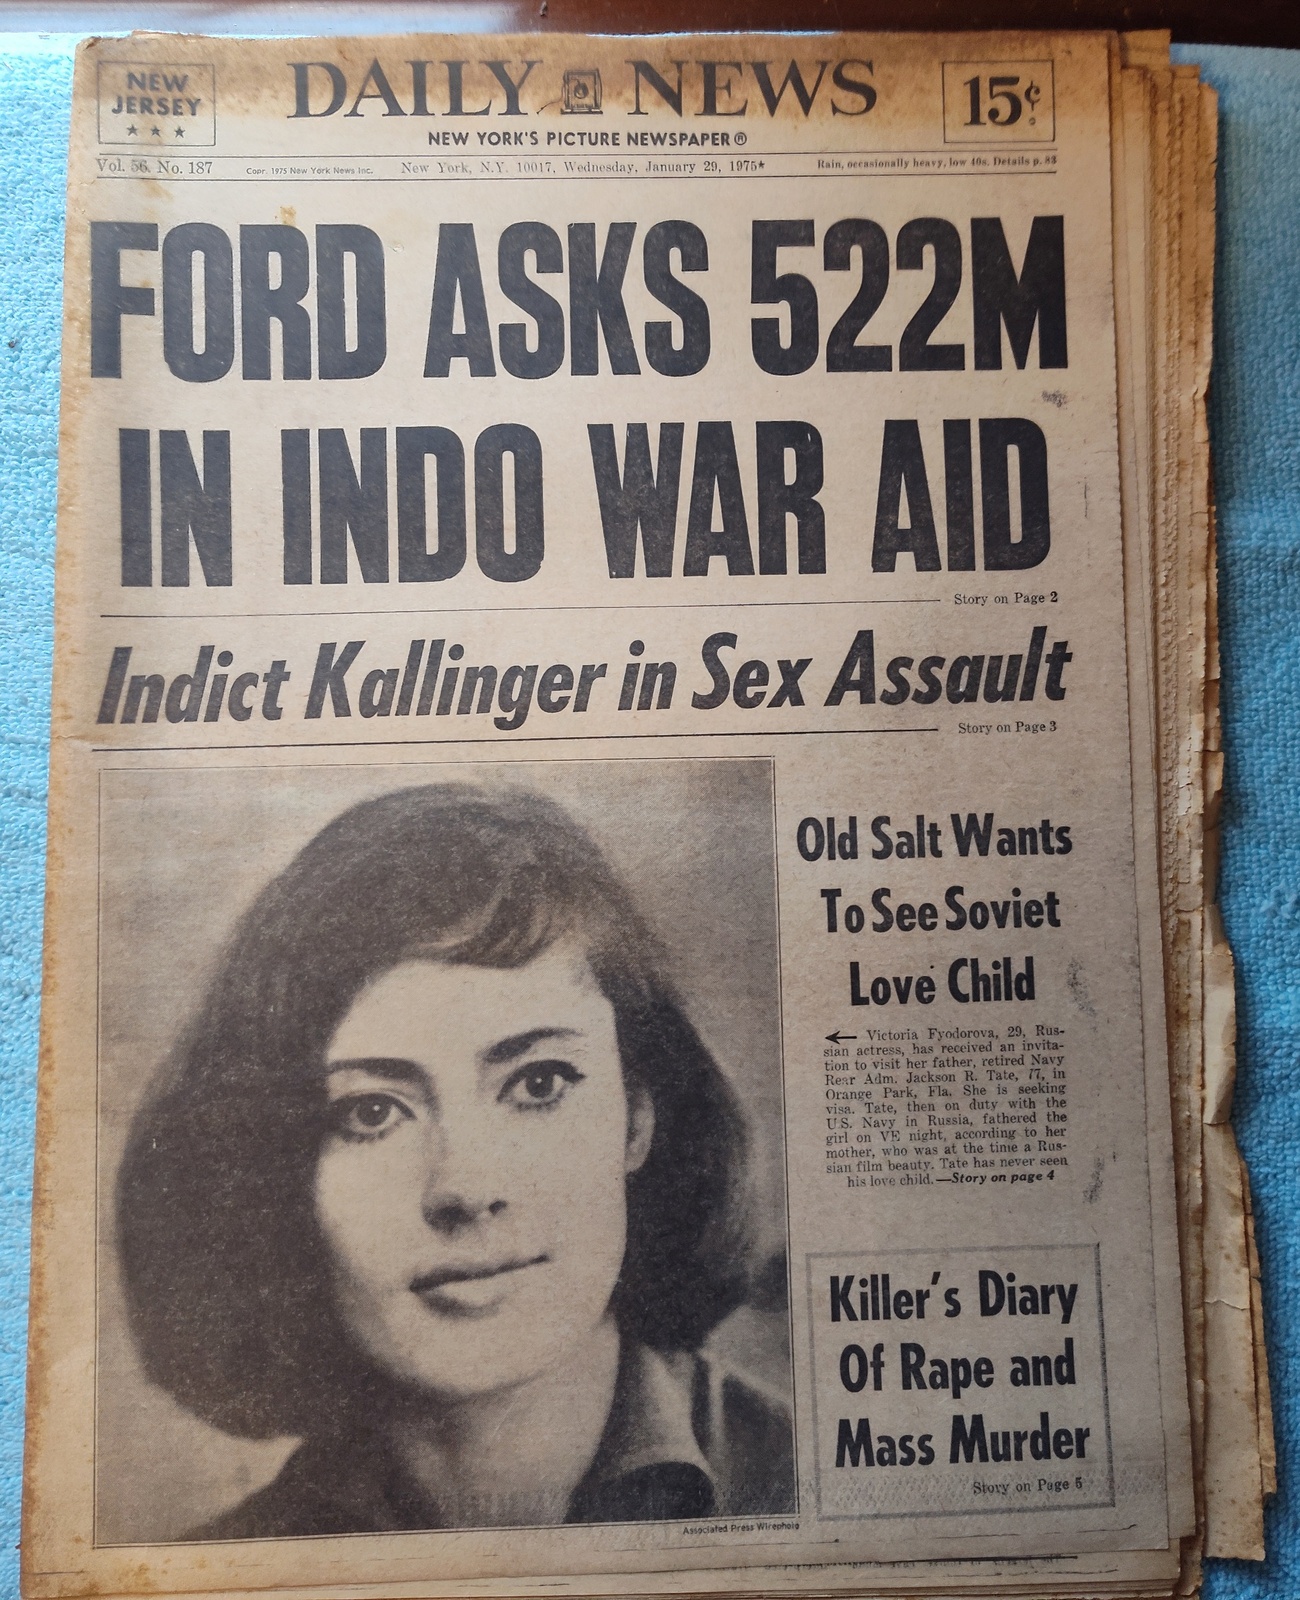 NEW
JERSEY
★ ★ ★
DAILY NEWS
15¢
NEW YORK'S PICTURE NEWSPAPER®
Vol. 56. No. 187
Copr. 1975 New York News Inc.
New York, N.Y. 10017, Wednesday, January 29, 1975★
Rain, occasionally heavy, low 40s. Details p. 83
FORD ASKS 522M
IN INDO WAR AID
Story on Page 2
Indict Kallinger in Sex Assault
Story on Page 3
Old Salt Wants
To See Soviet
Love Child
← Victoria Fyodorova, 29, Rus-
sian actress, has received an invita-
tion to visit her father, retired Navy
Rear Adm. Jackson R. Tate, 77, in
Orange Park, Fla. She is seeking
visa. Tate, then on duty with the
U.S. Navy in Russia, fathered the
girl on VE night, according to her
mother, who was at the time a Rus-
sian film beauty. Tate has never seen
his love child.—Story on page 4
Killer's Diary
Of Rape and
Mass Murder
Story on Page 5
Associated Press Wirephoto